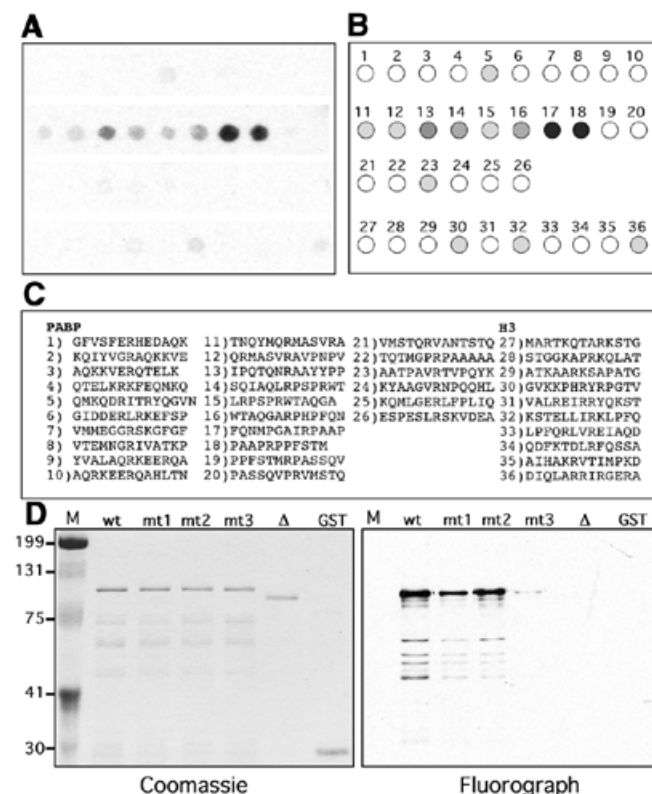 A
B
1 2 3 4 5 6 7 8 9 10
11 12 13 14 15 16 17 18 19 20
21 22 23 24 25 26
27 28 29 30 31 32 33 34 35 36
C
PABP H3
1) GFVSFERHEDAQK 11)TNQYMQRMASVRA 21)VMSTQRVANTSTQ 27)MARTKQTARKSTG
2) KQIYVGRAQKKVE 12)QRMASVRAVPNPV 22)TQTMGPRPAAAAA 28)STGGKAPRKQLAT
3) AQKKVERQTELK 13)IPQTQNRAAYYPP 23)AATPAVRTVPQYK 29)ATKAARKSAPATG
4) QTELKRKFEQMKQ 14)SQIAQLRPSPRWT 24)KYAAGVRNPQQHL 30)GVKKPHRYRPGTV
5) QMKQDRITRYQGVN 15)LRPSPRWTAQGA 25)KQMLGERLFPLIQ 31)VALREIRRYQKST
6) GIDDERLRKEFSP 16)WTAQGARPHPFQN 26)ESPESLRSKVDEA 32)KSTELLIRKLPFQ
7) VMMEGGRSKGFGF 17)FQNMPGAIRPAAP 33)LPFQRLVREIAQD
8) VTEMNGRIVATKP 18)PAAPRPPFSTM 34)QDFKTDLRFQSSA
9) YVALAQRKEERQA 19)PPFSTMRPASSQV 35)AIHAKRVTIMPKD
10)AQRKEERQAHLTN 20)PASSQVPRVMSTQ 36)DIQLARRIRGERA
D M wt mt1 mt2 mt3 Δ GST M wt mt1 mt2 mt3 Δ GST
199
131
75
41
30
Coomassie Fluorograph